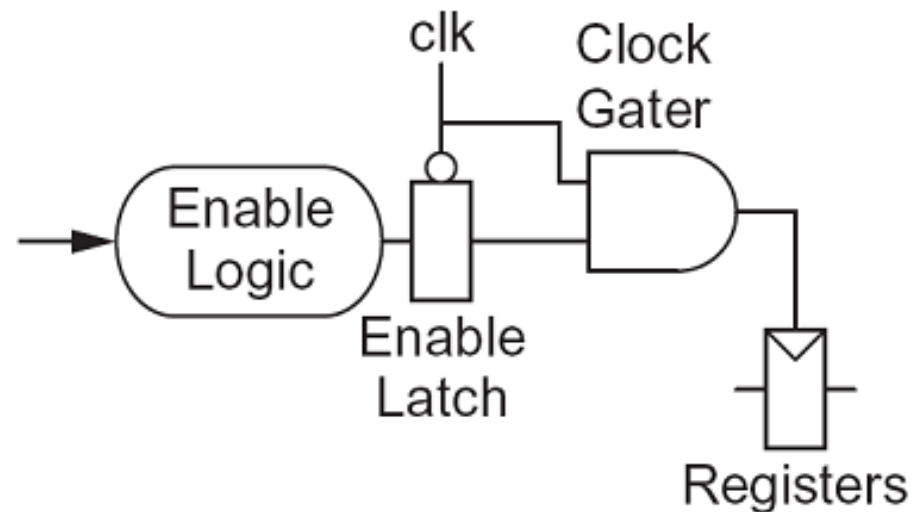 clk
Clock
Gater
Enable
Logic
Enable
Latch
Registers